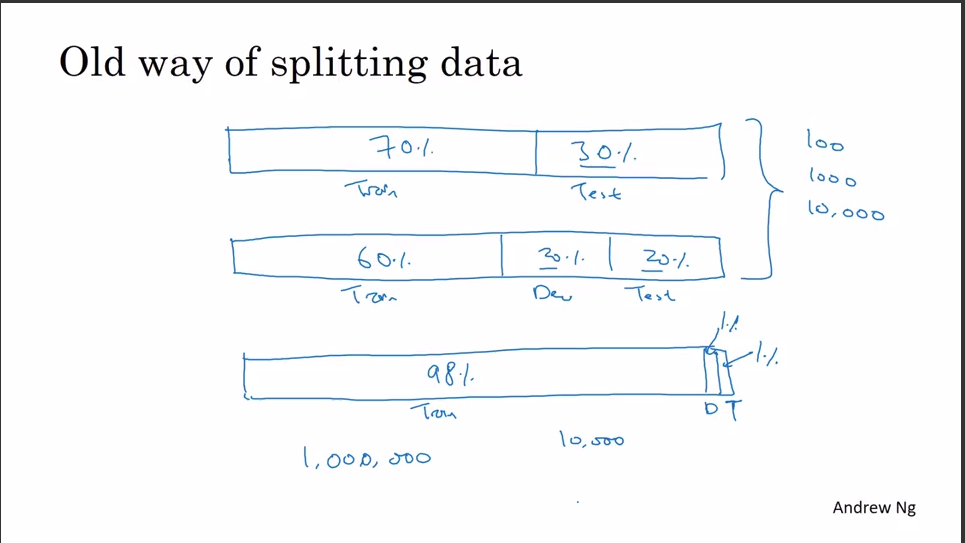 Old way of splitting data
70% 30%
Train Test
100
1000
10,000
60% 20% 20%
Train Dev Test
1%
1%
98%
Train D T
10,000
1,000,000
Andrew Ng